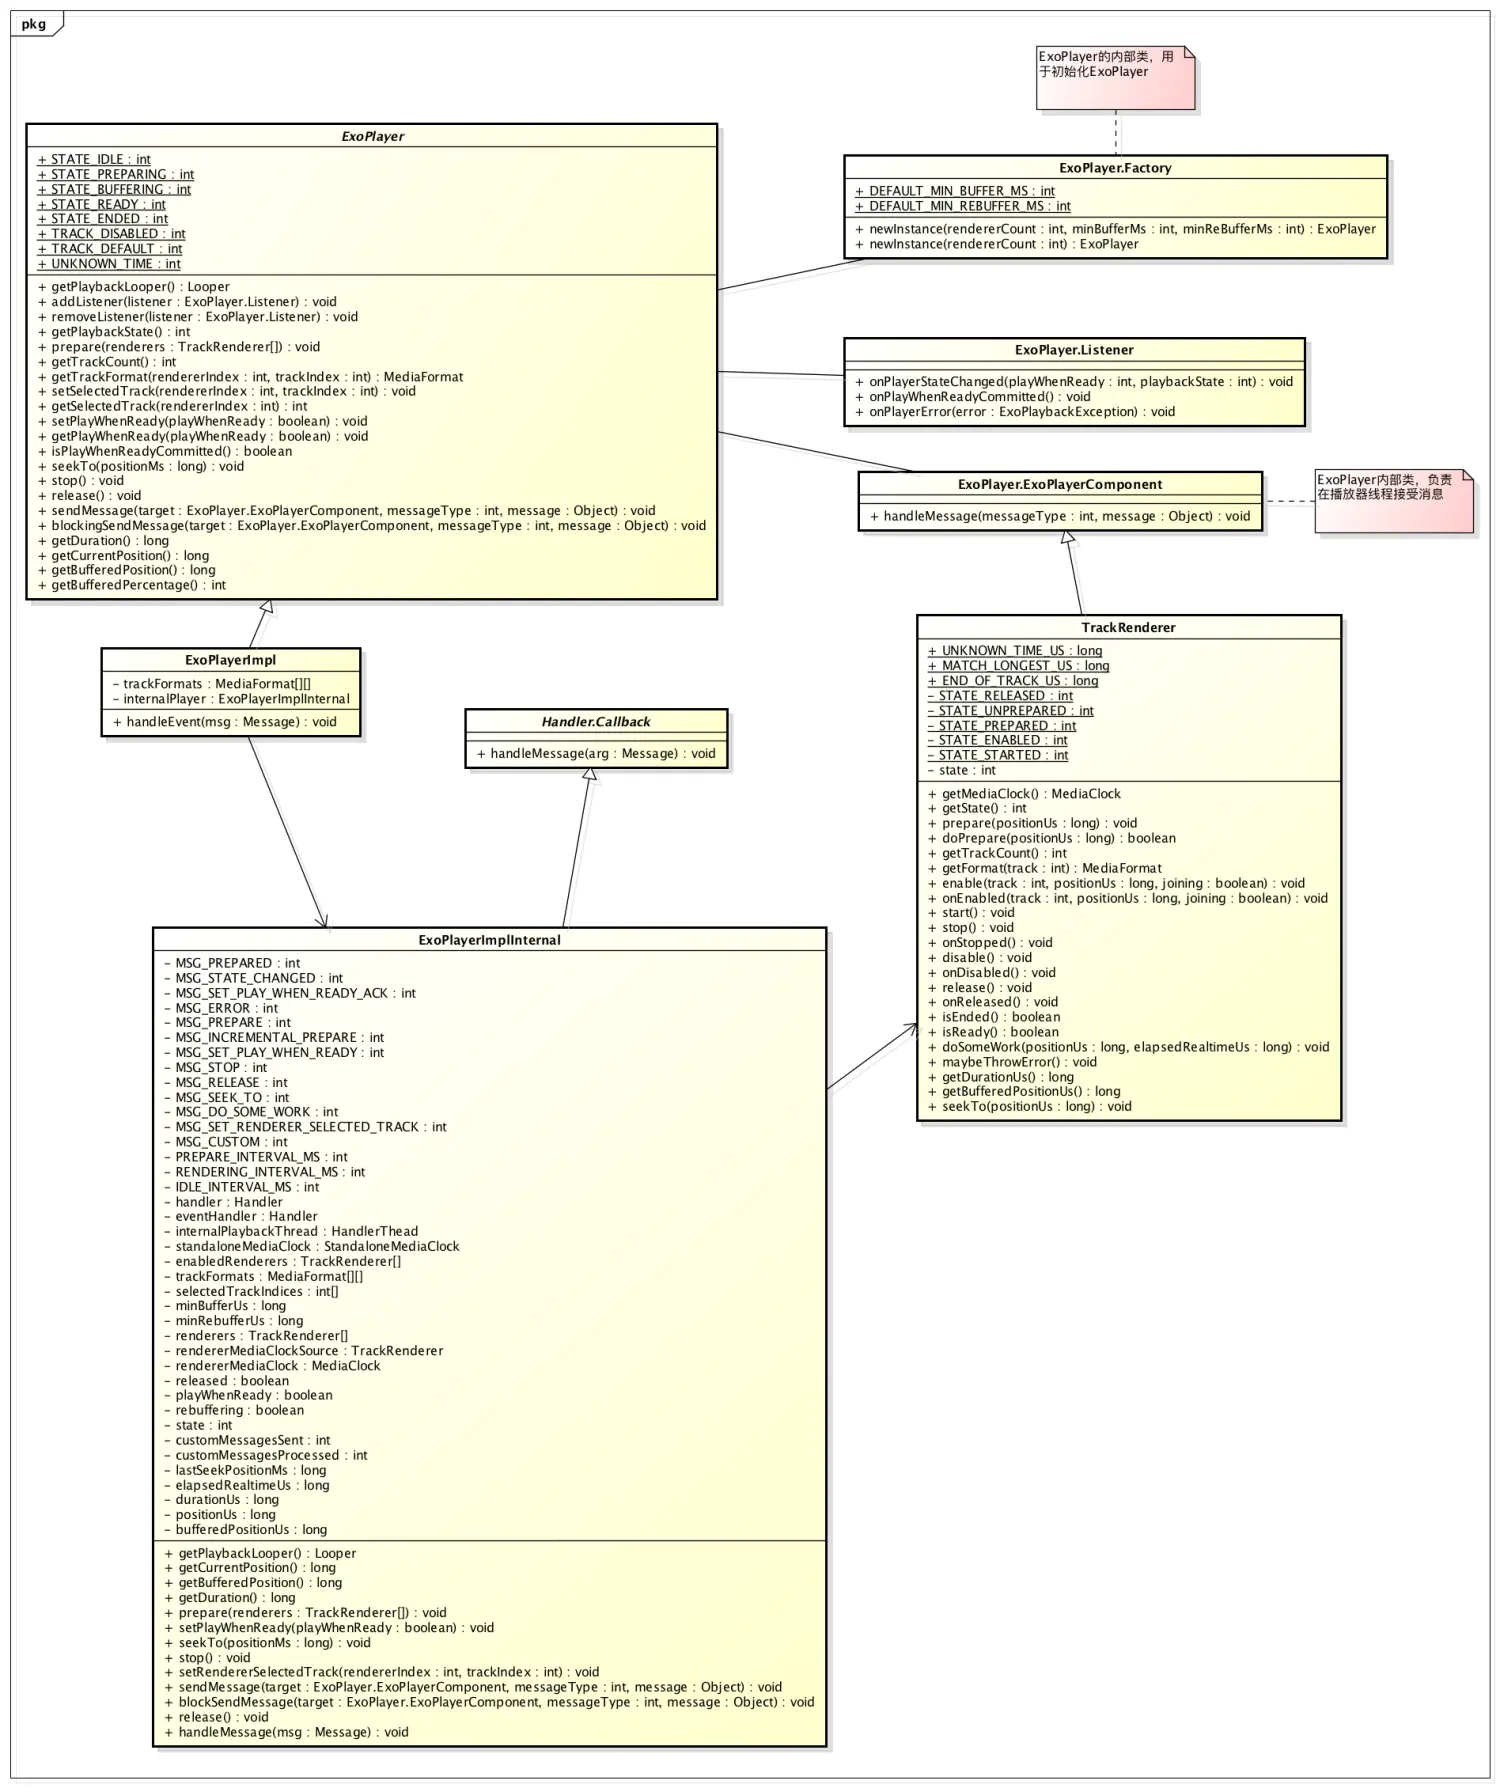 pkg
ExoPlayer的内部类，用
于初始化ExoPlayer
ExoPlayer
+ STATE_IDLE : int
+ STATE_PREPARING : int
+ STATE_BUFFERING : int
+ STATE_READY : int
+ STATE_ENDED : int
+ TRACK_DISABLED : int
+ TRACK_DEFAULT : int
+ UNKNOWN_TIME : int
+ getPlaybackLooper() : Looper
+ addListener(listener : ExoPlayer.Listener) : void
+ removeListener(listener : ExoPlayer.Listener) : void
+ getPlaybackState() : int
+ prepare(renderers : TrackRenderer[]) : void
+ getTrackCount() : int
+ getTrackFormat(rendererIndex : int, trackIndex : int) : MediaFormat
+ setSelectedTrack(rendererIndex : int, trackIndex : int) : void
+ getSelectedTrack(rendererIndex : int) : int
+ setPlayWhenReady(playWhenReady : boolean) : void
+ getPlayWhenReady(playWhenReady : boolean) : void
+ isPlayWhenReadyCommitted() : boolean
+ seekTo(positionMs : long) : void
+ stop() : void
+ release() : void
+ sendMessage(target : ExoPlayer.ExoPlayerComponent, messageType : int, message : Object) : void
+ blockingSendMessage(target : ExoPlayer.ExoPlayerComponent, messageType : int, message : Object) : void
+ getDuration() : long
+ getCurrentPosition() : long
+ getBufferedPosition() : long
+ getBufferedPercentage() : int
ExoPlayer.Factory
+ DEFAULT_MIN_BUFFER_MS : int
+ DEFAULT_MIN_REBUFFER_MS : int
+ newInstance(rendererCount : int, minBufferMs : int, minReBufferMs : int) : ExoPlayer
+ newInstance(rendererCount : int) : ExoPlayer
ExoPlayer.Listener
+ onPlayerStateChanged(playWhenReady : int, playbackState : int) : void
+ onPlayWhenReadyCommitted() : void
+ onPlayerError(error : ExoPlaybackException) : void
ExoPlayer.ExoPlayerComponent
+ handleMessage(messageType : int, message : Object) : void
ExoPlayer内部类，负责
在播放器线程接受消息
ExoPlayerImpl
- trackFormats : MediaFormat[][]
- internalPlayer : ExoPlayerImplInternal
+ handleEvent(msg : Message) : void
Handler.Callback
+ handleMessage(arg : Message) : void
TrackRenderer
+ UNKNOWN_TIME_US : long
+ MATCH_LONGEST_US : long
+ END_OF_TRACK_US : long
- STATE_RELEASED : int
- STATE_UNPREPARED : int
- STATE_PREPARED : int
- STATE_ENABLED : int
- STATE_STARTED : int
- state : int
+ getMediaClock() : MediaClock
+ getState() : int
+ prepare(positionUs : long) : void
+ doPrepare(positionUs : long) : boolean
+ getTrackCount() : int
+ getFormat(track : int) : MediaFormat
+ enable(track : int, positionUs : long, joining : boolean) : void
+ onEnabled(track : int, positionUs : long, joining : boolean) : void
+ start() : void
+ stop() : void
+ onStopped() : void
+ disable() : void
+ onDisabled() : void
+ release() : void
+ onReleased() : void
+ isEnded() : boolean
+ isReady() : boolean
+ doSomeWork(positionUs : long, elapsedRealtimeUs : long) : void
+ maybeThrowError() : void
+ getDurationUs() : long
+ getBufferedPositionUs() : long
+ seekTo(positionUs : long) : void
ExoPlayerImplInternal
- MSG_PREPARED : int
- MSG_STATE_CHANGED : int
- MSG_SET_PLAY_WHEN_READY_ACK : int
- MSG_ERROR : int
- MSG_PREPARE : int
- MSG_INCREMENTAL_PREPARE : int
- MSG_SET_PLAY_WHEN_READY : int
- MSG_STOP : int
- MSG_RELEASE : int
- MSG_SEEK_TO : int
- MSG_DO_SOME_WORK : int
- MSG_SET_RENDERER_SELECTED_TRACK : int
- MSG_CUSTOM : int
- PREPARE_INTERVAL_MS : int
- RENDERING_INTERVAL_MS : int
- IDLE_INTERVAL_MS : int
- handler : Handler
- eventHandler : Handler
- internalPlaybackThread : HandlerThead
- standaloneMediaClock : StandaloneMediaClock
- enabledRenderers : TrackRenderer[]
- trackFormats : MediaFormat[][]
- selectedTrackIndices : int[]
- minBufferUs : long
- minRebufferUs : long
- renderers : TrackRenderer[]
- rendererMediaClockSource : TrackRenderer
- rendererMediaClock : MediaClock
- released : boolean
- playWhenReady : boolean
- rebuffering : boolean
- state : int
- customMessagesSent : int
- customMessagesProcessed : int
- lastSeekPositionMs : long
- elapsedRealtimeUs : long
- durationUs : long
- positionUs : long
- bufferedPositionUs : long
+ getPlaybackLooper() : Looper
+ getCurrentPosition() : long
+ getBufferedPosition() : long
+ getDuration() : long
+ prepare(renderers : TrackRenderer[]) : void
+ setPlayWhenReady(playWhenReady : boolean) : void
+ seekTo(positionMs : long) : void
+ stop() : void
+ setRendererSelectedTrack(rendererIndex : int, trackIndex : int) : void
+ sendMessage(target : ExoPlayer.ExoPlayerComponent, messageType : int, message : Object) : void
+ blockSendMessage(target : ExoPlayer.ExoPlayerComponent, messageType : int, message : Object) : void
+ release() : void
+ handleMessage(msg : Message) : void